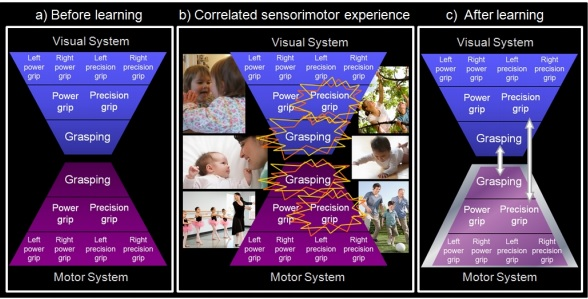 a) Before learning
Visual System
Left power grip
Right power grip
Left precision grip
Right precision grip
Power grip
Precision grip
Grasping
Grasping
Power grip
Precision grip
Left power grip
Right power grip
Left precision grip
Right precision grip
Motor System
b) Correlated sensorimotor experience
Visual System
Left power grip
Right power grip
Left precision grip
Right precision grip
Power grip
Precision grip
Grasping
Grasping
Power grip
Precision grip
Left power grip
Right power grip
Left precision grip
Right precision grip
Motor System
c) After learning
Visual System
Left power grip
Right power grip
Left precision grip
Right precision grip
Power grip
Precision grip
Grasping
Grasping
Power grip
Precision grip
Left power grip
Right power grip
Left precision grip
Right precision grip
Motor System